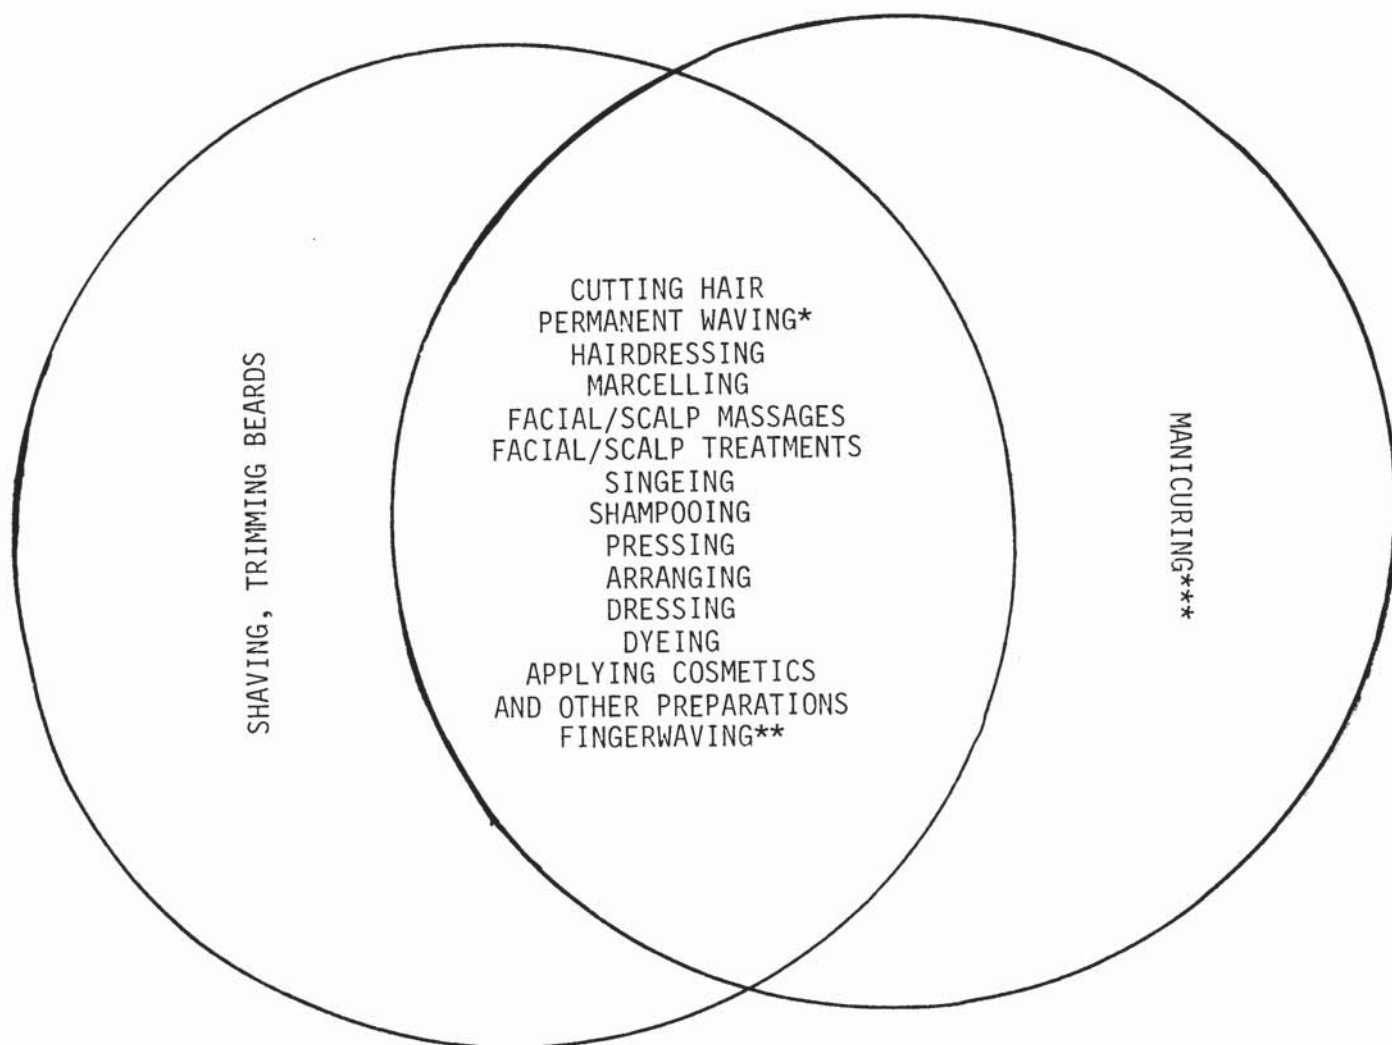 SHAVING, TRIMMING BEARDS
CUTTING HAIR
PERMANENT WAVING*
HAIRDRESSING
MARCELLING
FACIAL/SCALP MASSAGES
FACIAL/SCALP TREATMENTS
SINGEING
SHAMPOOING
PRESSING
ARRANGING
DRESSING
DYEING
APPLYING COSMETICS
AND OTHER PREPARATIONS
FINGERWAVING**
MANICURING***